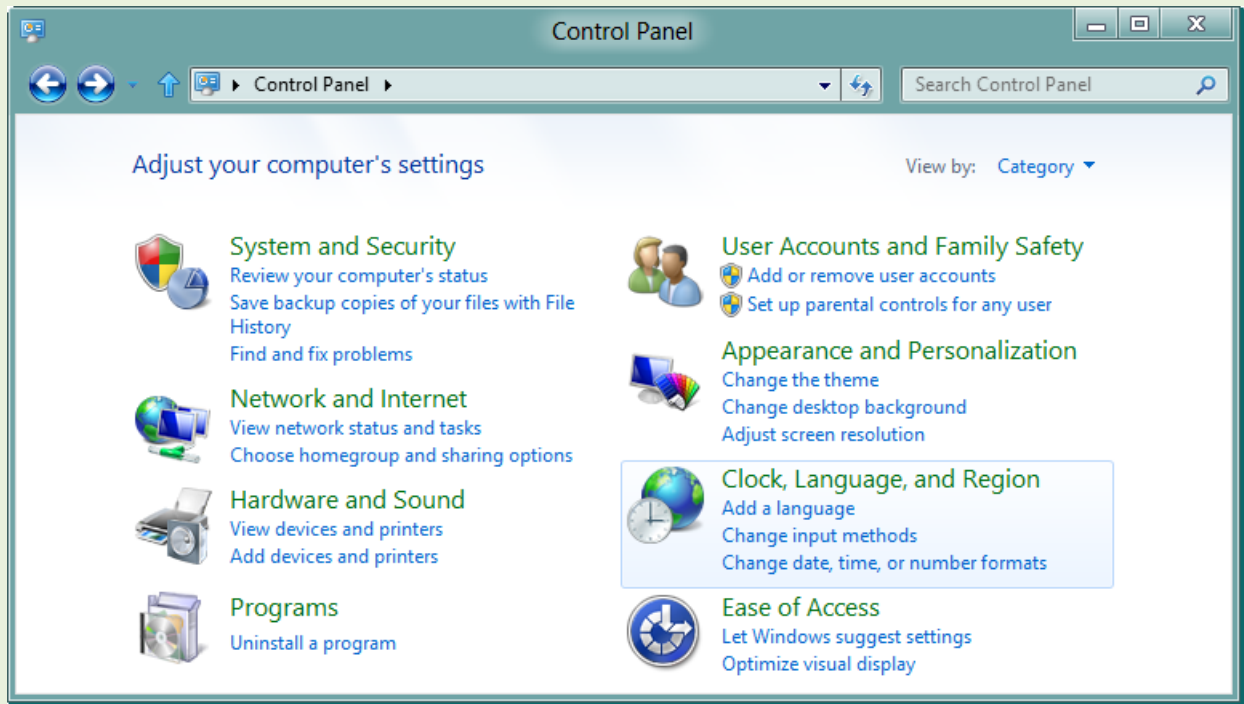 Control Panel
Control Panel
Search Control Panel
Adjust your computer's settings
View by: Category
System and Security
Review your computer's status
Save backup copies of your files with File
History
Find and fix problems
Network and Internet
View network status and tasks
Choose homegroup and sharing options
Hardware and Sound
View devices and printers
Add devices and printers
Programs
Uninstall a program
User Accounts and Family Safety
Add or remove user accounts
Set up parental controls for any user
Appearance and Personalization
Change the theme
Change desktop background
Adjust screen resolution
Clock, Language, and Region
Add a language
Change input methods
Change date, time, or number formats
Ease of Access
Let Windows suggest settings
Optimize visual display